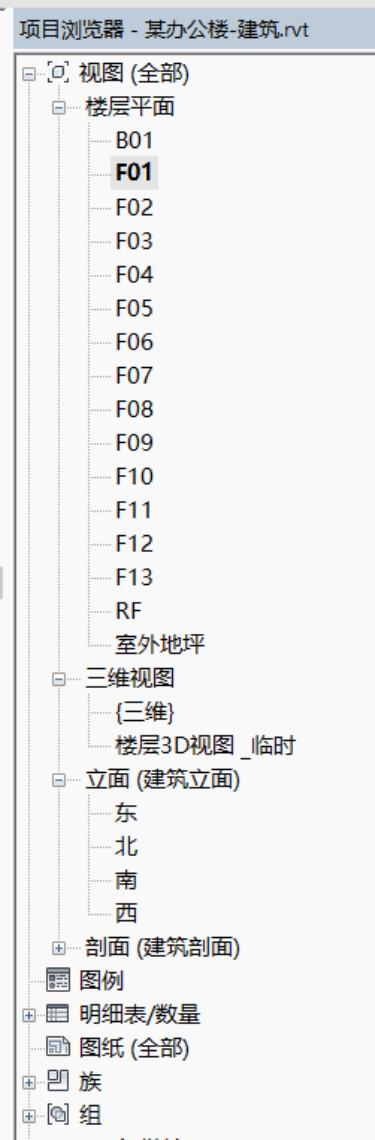 项目浏览器 - 某办公楼-建筑.rvt
视图 (全部)
楼层平面
B01
F01
F02
F03
F04
F05
F06
F07
F08
F09
F10
F11
F12
F13
RF
室外地坪
三维视图
{三维}
楼层3D视图 _临时
立面 (建筑立面)
东
北
南
西
剖面 (建筑剖面)
图例
明细表/数量
图纸 (全部)
族
组